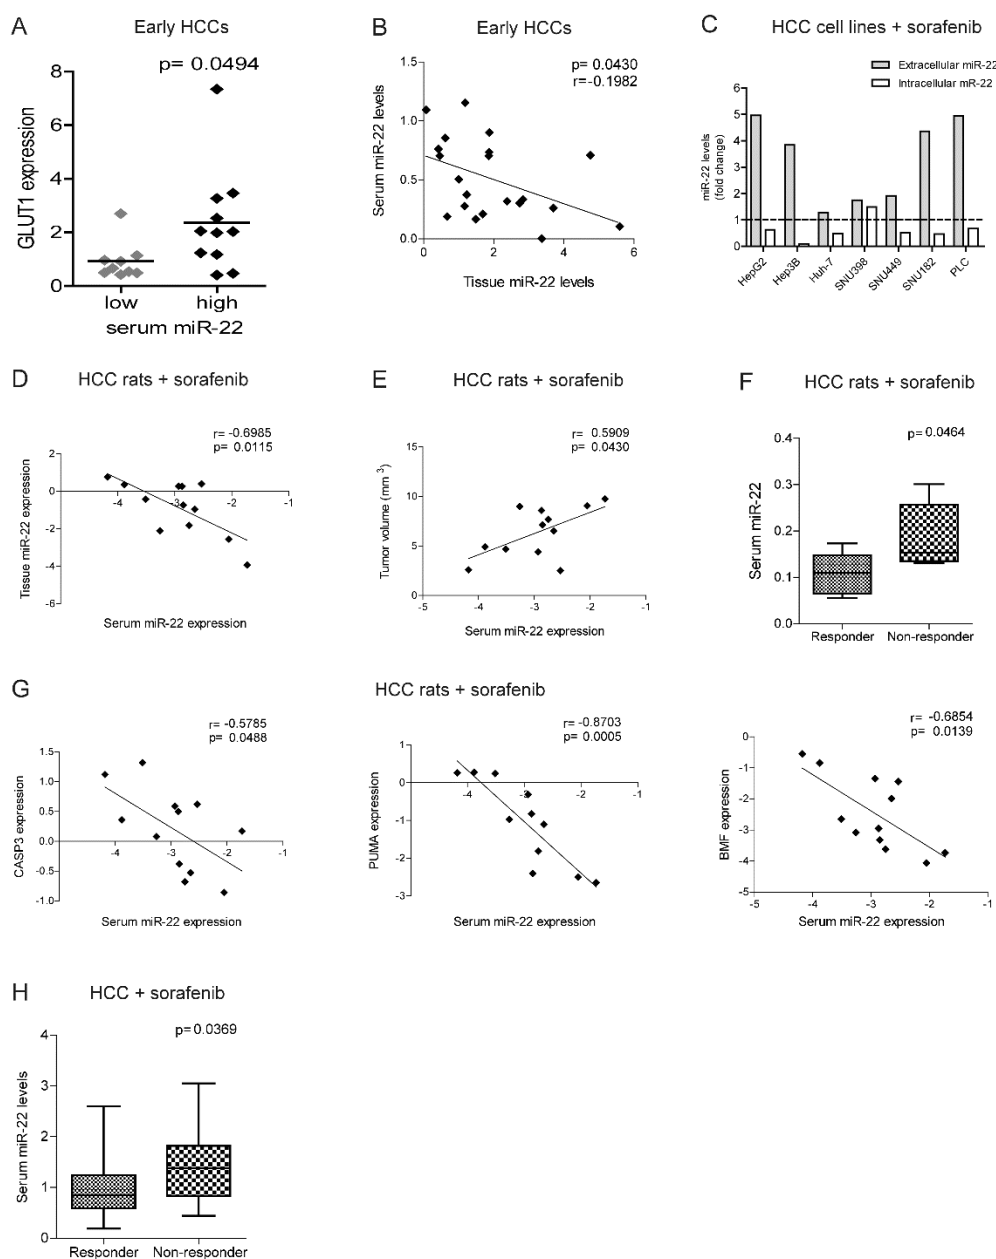 A
Early HCCs
p= 0.0494
GLUT1 expression
8
6
4
2
0
low
high
serum miR-22
B
Early HCCs
p= 0.0430
r=-0.1982
Serum miR-22 levels
1.5
1.0
0.5
0.0
0
2
4
6
Tissue miR-22 levels
C
HCC cell lines + sorafenib
Extracellular miR-22
Intracellular mR-22
miR-22 levels
(fold change)
6
5
4
3
2
1
0
HepG2
Hep3B
Huh-7
SNU398
SNU449
SNU182
PLC
D
HCC rats + sorafenib
r= -0.6985
p= 0.0115
Tissue miR-22 expression
2
0
-2
-4
-6
-4
-3
-2
-1
Serum miR-22 expression
E
HCC rats + sorafenib
r= 0.5909
p= 0.0430
Tumor volume (mm 3)
15
10
5
0
-5
-4
-3
-2
-1
Serum miR-22 expression
F
HCC rats + sorafenib
p=0.0464
Serum miR-22
0.4
0.3
0.2
0.1
0.0
Responder
Non-responder
G
HCC rats + sorafenib
r= -0.5785
p= 0.0488
CASP3 expression
1.5
1.0
0.5
0.0
-0.5
-1.0
-4
-3
-2
-1
Serum miR-22 expression
r= -0.8703
p= 0.0005
PUMA expression
1
0
-1
-2
-3
-4
-3
-2
-1
Serum miR-22 expression
r= -0.6854
p= 0.0139
BMF expression
0
-1
-2
-3
-4
-5
-5
-4
-3
-2
-1
Serum miR-22 expression
H
HCC + sorafenib
p=0.0369
Serum miR-22 levels
4
3
2
1
0
Responder
Non-responder